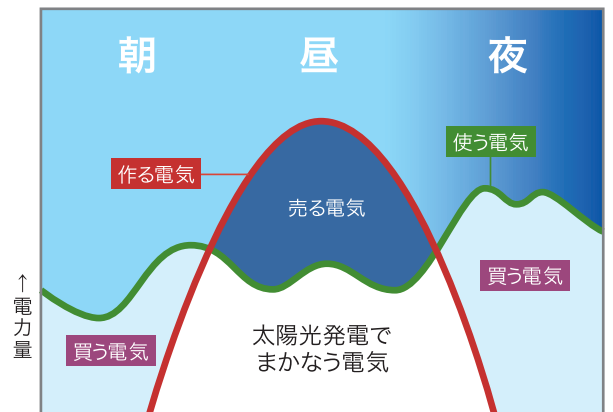 朝
昼
夜
使う電気
作る電気
売る電気
買う電気
↑電力量
太陽光発電で
まかなう電気
買う電気